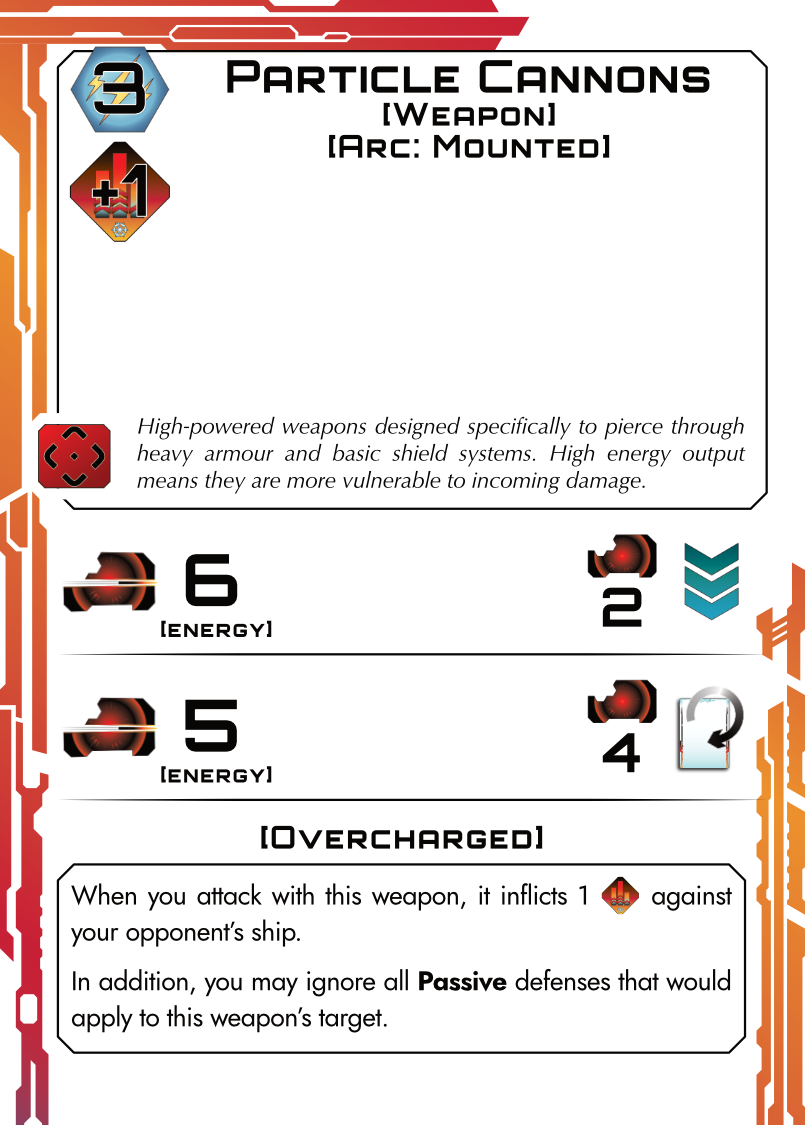 3
Particle Cannons
[Weapon]
[Arc: Mounted]
+1
High-powered weapons designed specifically to pierce through
heavy armour and basic shield systems. High energy output
means they are more vulnerable to incoming damage.
6
[energy]
2
5
[energy]
4
[Overcharged]
When you attack with this weapon, it inflicts 1 against
your opponent's ship.
In addition, you may ignore all Passive defenses that would
apply to this weapon's target.